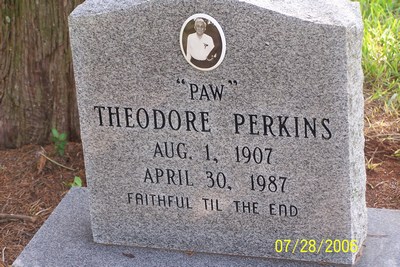 "PAW"
THEODORE PERKINS
AUG. 1, 1907
APRIL 30, 1987
FAITHFUL TIL THE END
07/28/2006